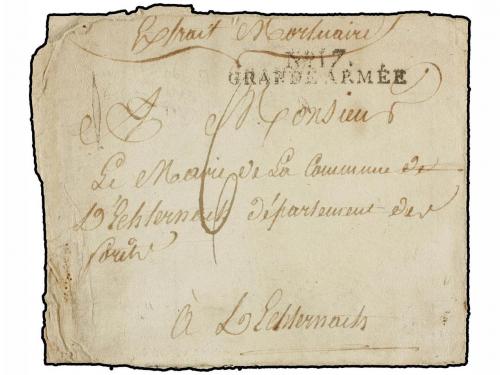 Extrait Mortuaire
No. 17.
GRANDE ARMÉE
A Monsieur
Le Maire de La Commune de
L'Echternach département des
forêts
à L'Echternach